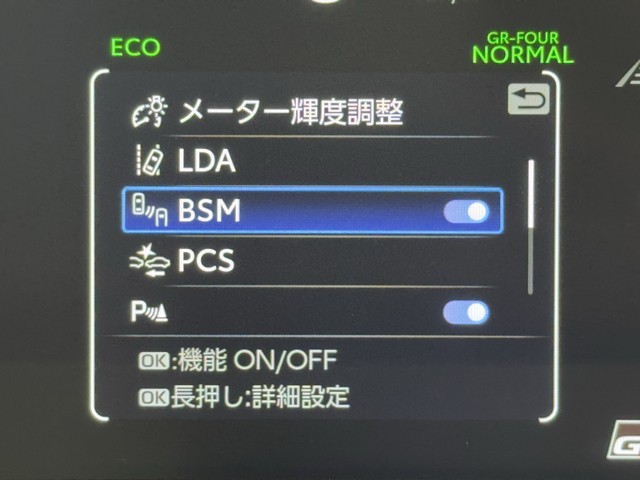 ECO
GR-FOUR
NORMAL
メーター輝度調整
LDA
BSM
PCS
P
OK:機能 ON/OFF
OK長押し:詳細設定
G